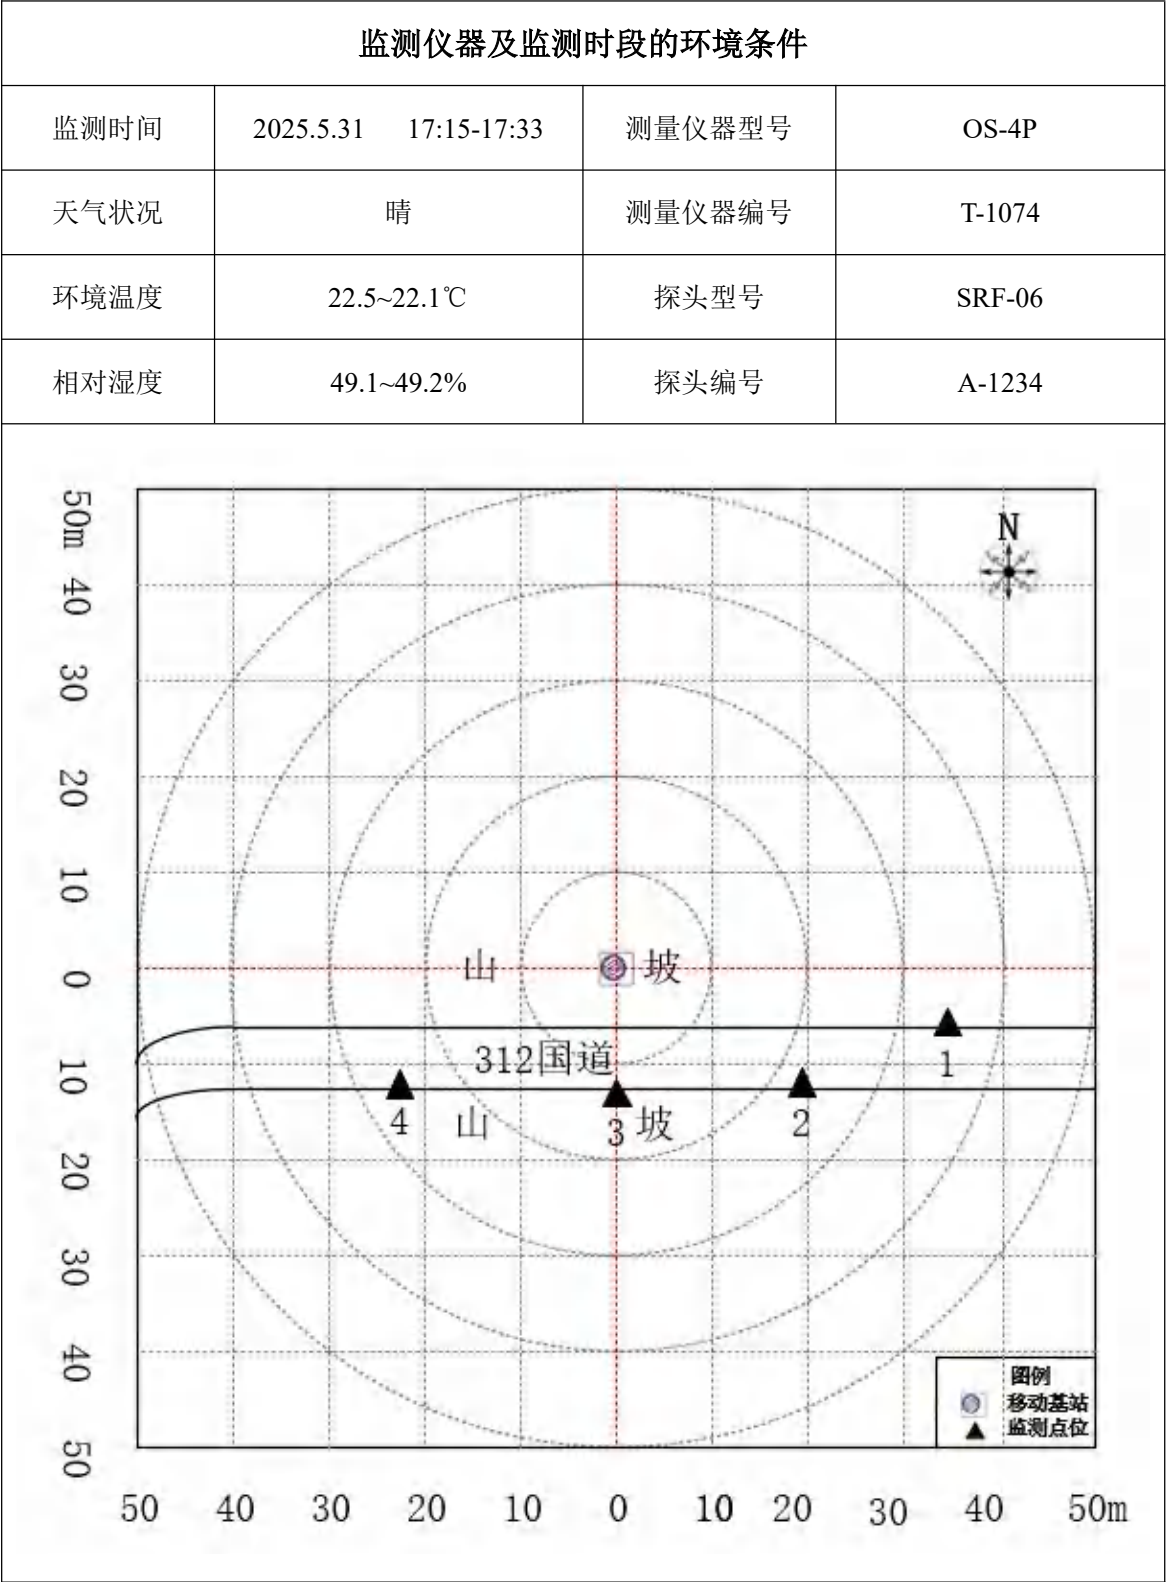 监测仪器及监测时段的环境条件
监测时间 2025.5.31 17:15-17:33 测量仪器型号 OS-4P
天气状况 晴 测量仪器编号 T-1074
环境温度 22.5~22.1℃ 探头型号 SRF-06
相对湿度 49.1~49.2% 探头编号 A-1234
50m
40
30
20
10
0
10
20
30
40
50
N
山 坡
1
312国道
4 山 3 坡 2
图例
移动基站
监测点位
50 40 30 20 10 0 10 20 30 40 50m